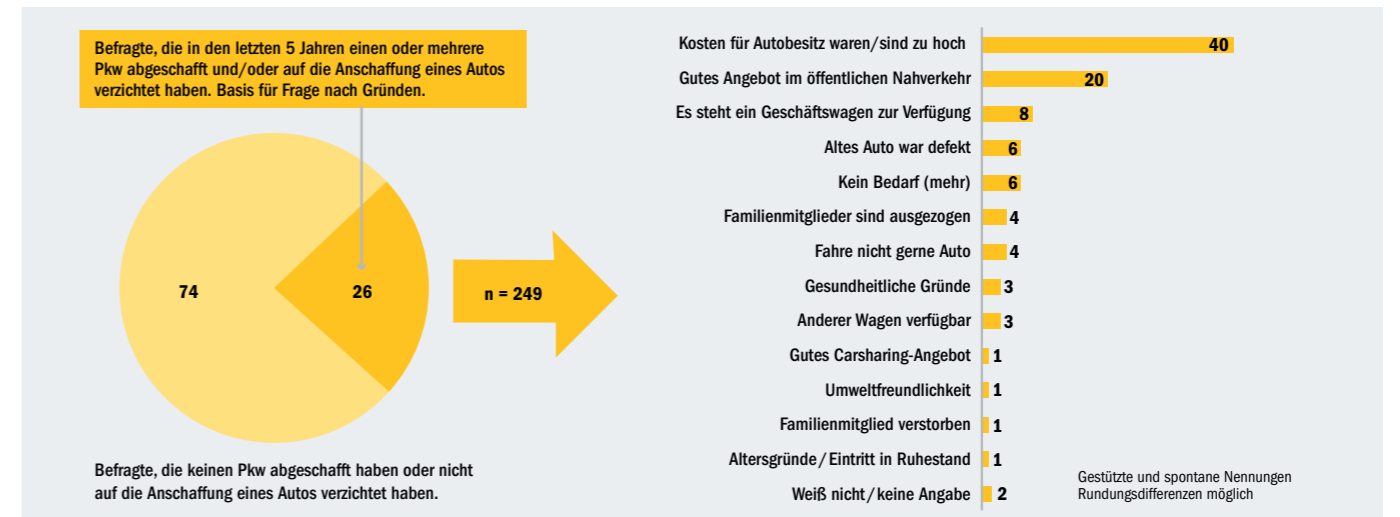 Befragte, die in den letzten 5 Jahren einen oder mehrere
Pkw abgeschafft und/oder auf die Anschaffung eines Autos
verzichtet haben. Basis für Frage nach Gründen.
74
26
n = 249
Befragte, die keinen Pkw abgeschafft haben oder nicht
auf die Anschaffung eines Autos verzichtet haben.
Kosten für Autobesitz waren/sind zu hoch 40
Gutes Angebot im öffentlichen Nahverkehr 20
Es steht ein Geschäftswagen zur Verfügung 8
Altes Auto war defekt 6
Kein Bedarf (mehr) 6
Familienmitglieder sind ausgezogen 4
Fahre nicht gerne Auto 4
Gesundheitliche Gründe 3
Anderer Wagen verfügbar 3
Gutes Carsharing-Angebot 1
Umweltfreundlichkeit 1
Familienmitglied verstorben 1
Altersgründe/Eintritt in Ruhestand 1
Weiß nicht/keine Angabe 2
Gestützte und spontane Nennungen
Rundungsdifferenzen möglich